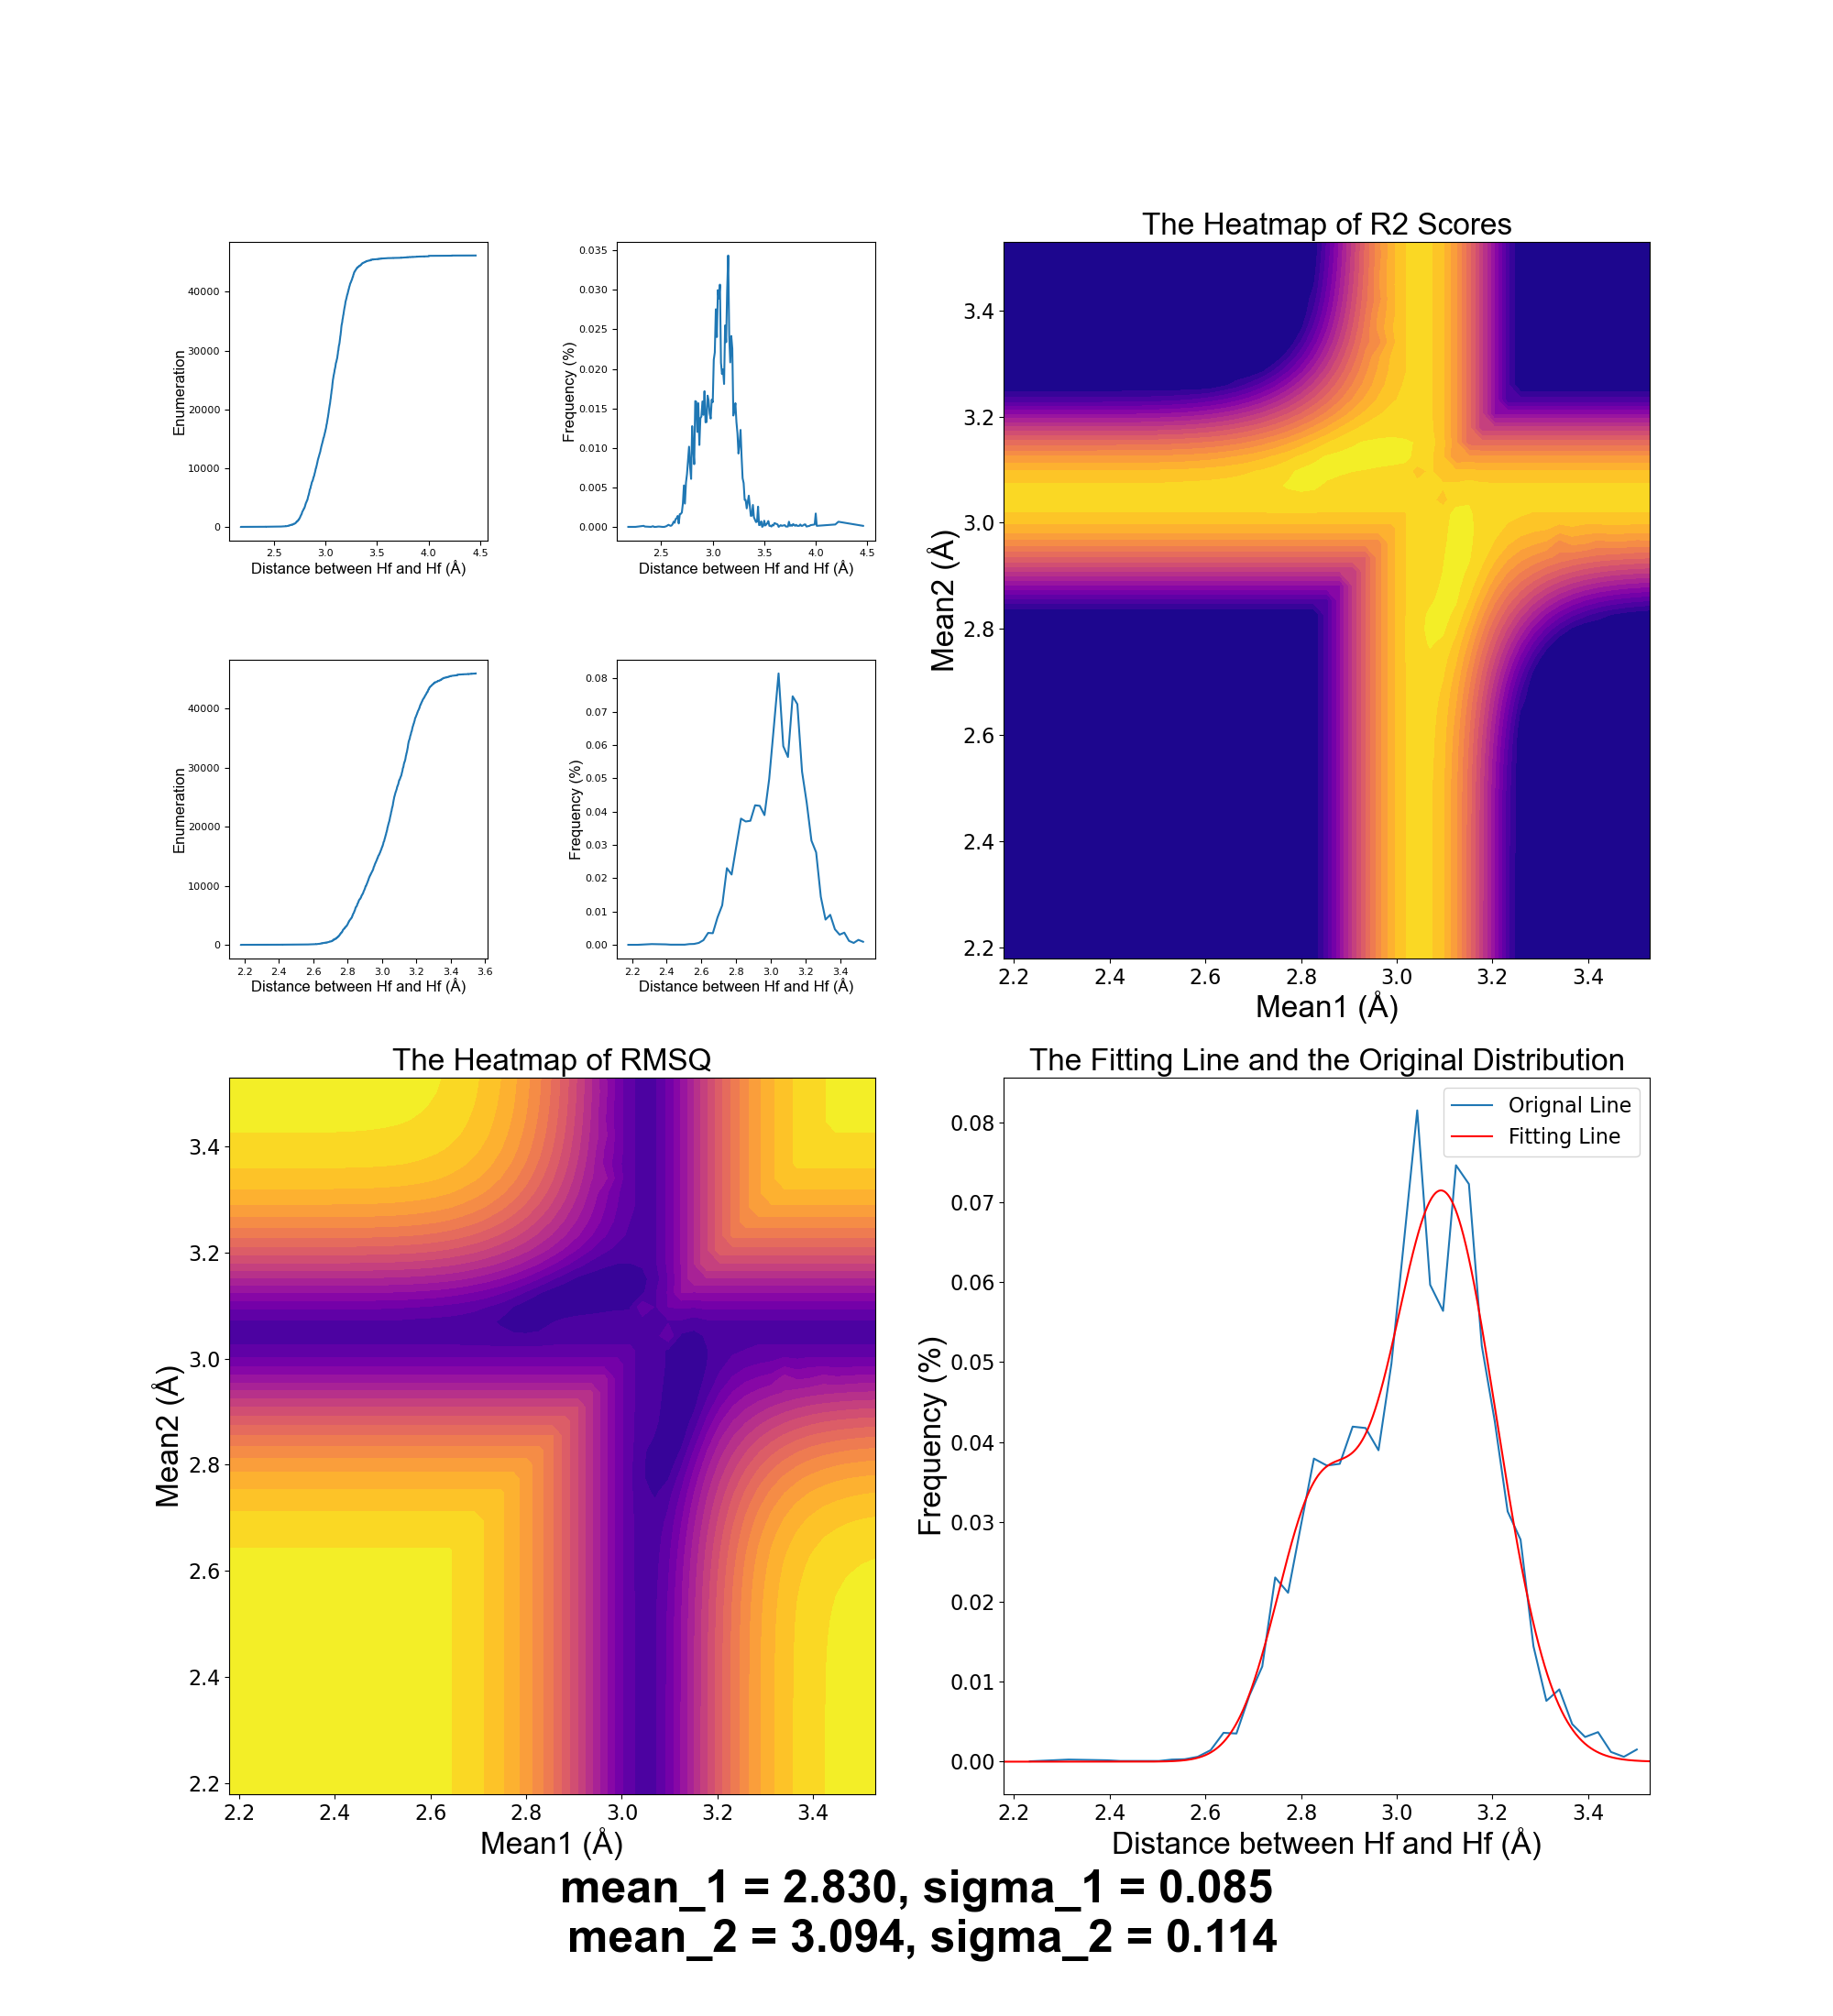 40000
30000
20000
10000
0
Enumeration
2.5 3.0 3.5 4.0 4.5
Distance between Hf and Hf (Å)
0.035
0.030
0.025
0.020
0.015
0.010
0.005
0.000
Frequency (%)
2.5 3.0 3.5 4.0 4.5
Distance between Hf and Hf (Å)
The Heatmap of R2 Scores
3.4
3.2
3.0
2.8
2.6
2.4
2.2
Mean2 (Å)
2.2 2.4 2.6 2.8 3.0 3.2 3.4
Mean1 (Å)
40000
30000
20000
10000
0
Enumeration
2.2 2.4 2.6 2.8 3.0 3.2 3.4 3.6
Distance between Hf and Hf (Å)
0.08
0.07
0.06
0.05
0.04
0.03
0.02
0.01
0.00
Frequency (%)
2.2 2.4 2.6 2.8 3.0 3.2 3.4
Distance between Hf and Hf (Å)
The Heatmap of RMSQ
3.4
3.2
3.0
2.8
2.6
2.4
2.2
Mean2 (Å)
2.2 2.4 2.6 2.8 3.0 3.2 3.4
Mean1 (Å)
The Fitting Line and the Original Distribution
Orignal Line
Fitting Line
0.08
0.07
0.06
0.05
0.04
0.03
0.02
0.01
0.00
Frequency (%)
2.2 2.4 2.6 2.8 3.0 3.2 3.4
Distance between Hf and Hf (Å)
mean_1 = 2.830, sigma_1 = 0.085
mean_2 = 3.094, sigma_2 = 0.114